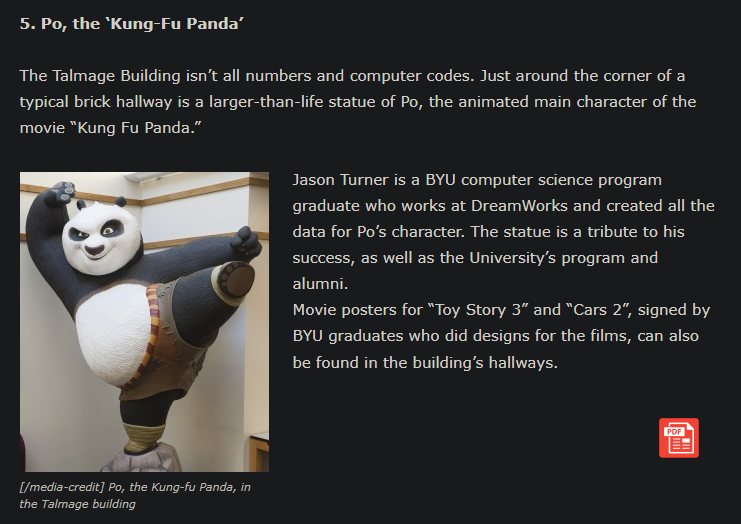 5. Po, the ‘Kung-Fu Panda’
The Talmage Building isn’t all numbers and computer codes. Just around the corner of a
typical brick hallway is a larger-than-life statue of Po, the animated main character of the
movie “Kung Fu Panda.”
Jason Turner is a BYU computer science program
graduate who works at DreamWorks and created all the
data for Po’s character. The statue is a tribute to his
success, as well as the University’s program and
alumni.
Movie posters for “Toy Story 3” and “Cars 2”, signed by
BYU graduates who did designs for the films, can also
be found in the building’s hallways.
PDF
[/media-credit] Po, the Kung-fu Panda, in
the Talmage building